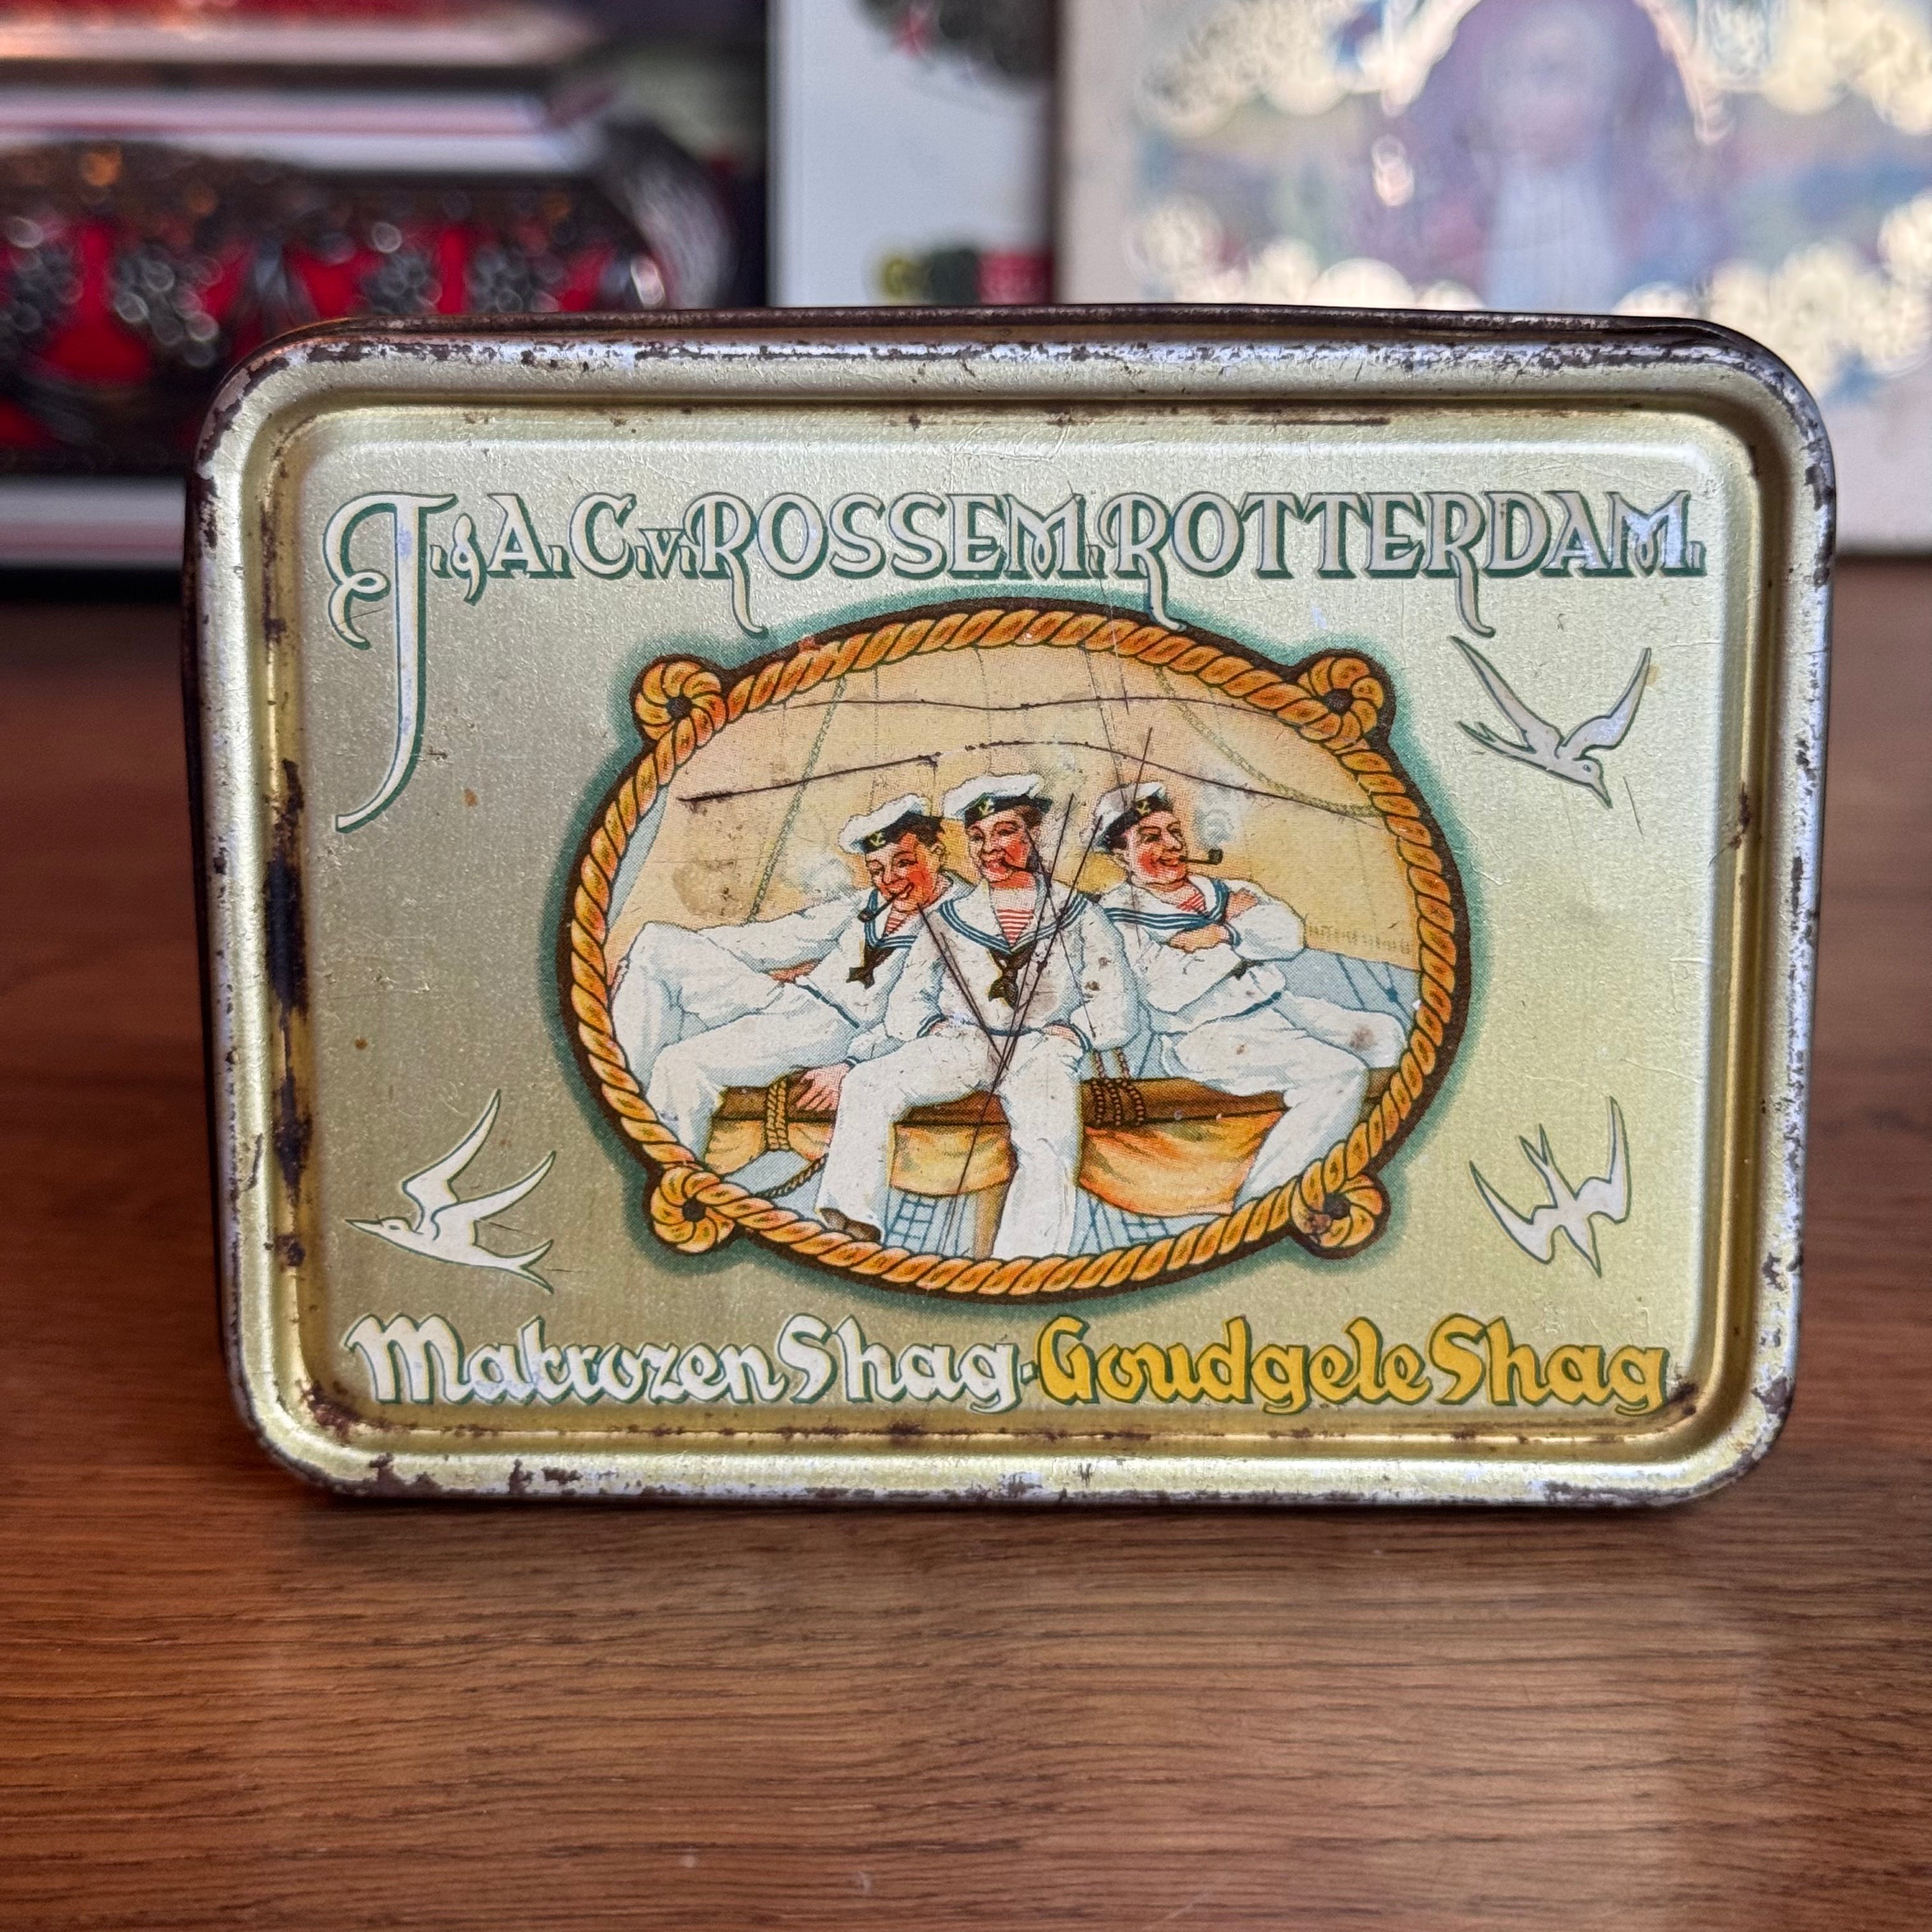 J. & A. C. v. ROSSEM. ROTTERDAM.
Matrozen Shag - Goudgele Shag